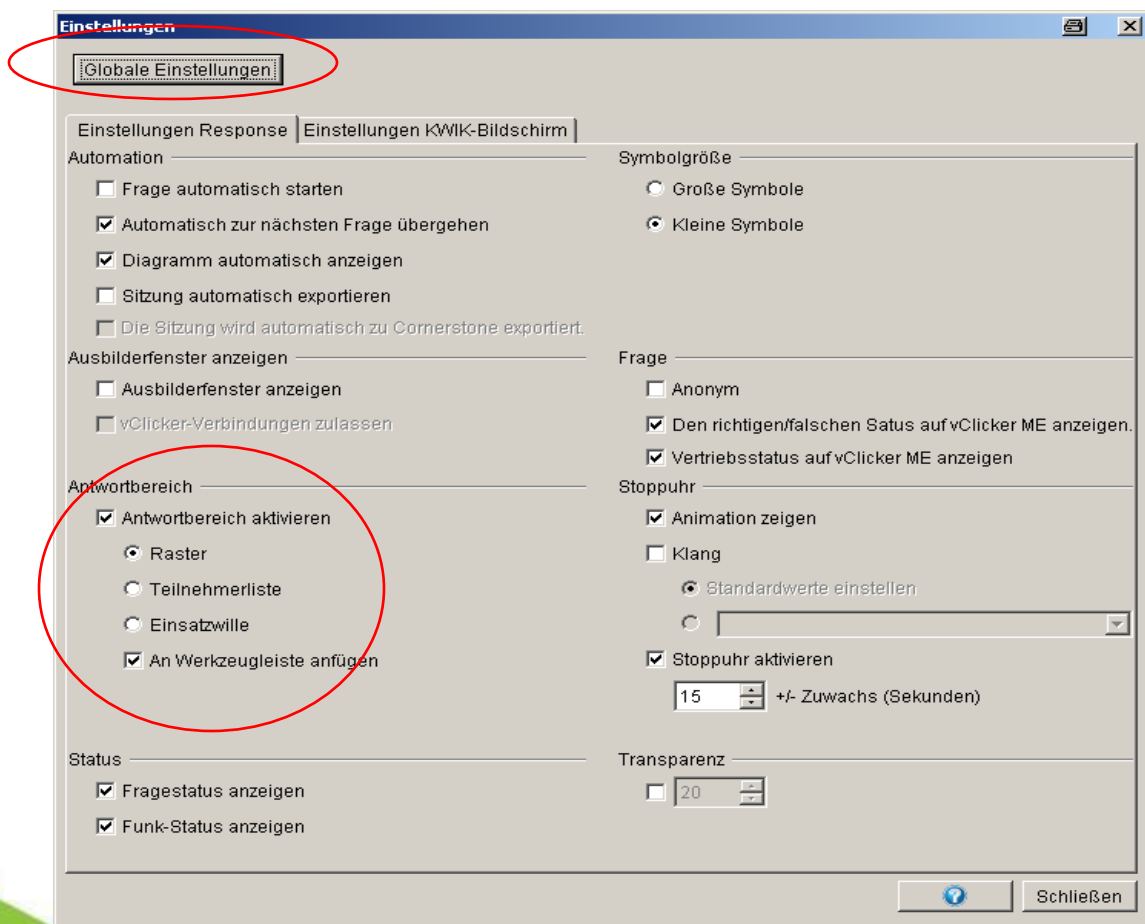 Einstellungen
Globale Einstellungen
Einstellungen Response
Einstellungen KWIK-Bildschirm
Automation
Frage automatisch starten
Automatisch zur nächsten Frage übergehen
Diagramm automatisch anzeigen
Sitzung automatisch exportieren
Die Sitzung wird automatisch zu Cornerstone exportiert.
Symbolgröße
Große Symbole
Kleine Symbole
Ausbilderfenster anzeigen
Ausbilderfenster anzeigen
vClicker-Verbindungen zulassen
Frage
Anonym
Den richtigen/falschen Satus auf vClicker ME anzeigen.
Vertriebsstatus auf vClicker ME anzeigen
Antwortbereich
Antwortbereich aktivieren
Raster
Teilnehmerliste
Einsatzwille
An Werkzeugleiste anfügen
Stoppuhr
Animation zeigen
Klang
Standardwerte einstellen
Stoppuhr aktivieren
15 +/- Zuwachs (Sekunden)
Status
Fragestatus anzeigen
Funk-Status anzeigen
Transparenz
20
?
Schließen